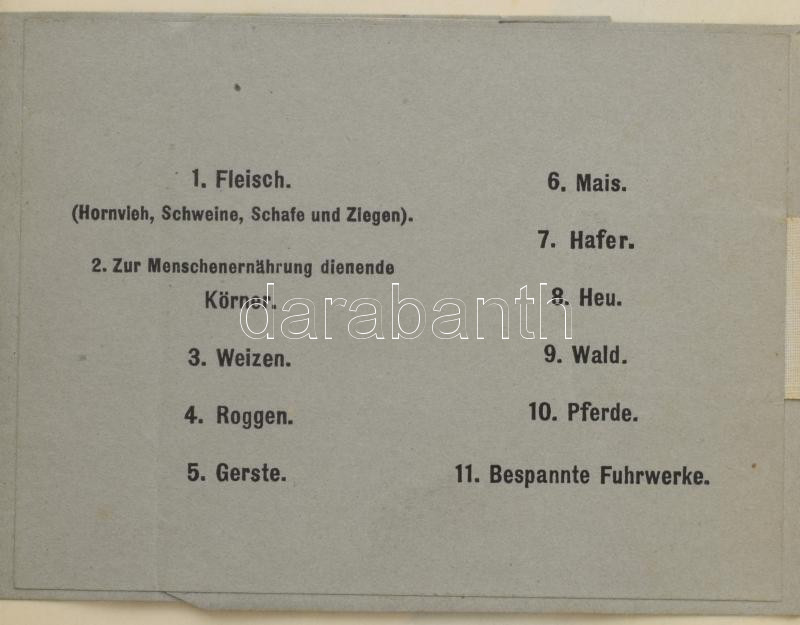 1. Fleisch.
(Hornvieh, Schweine, Schafe und Ziegen).
2. Zur Menschenernährung dienende
Körner.
3. Weizen.
4. Roggen.
5. Gerste.
6. Mais.
7. Hafer.
8. Heu.
9. Wald.
10. Pferde.
11. Bespannte Fuhrwerke.
darabanth